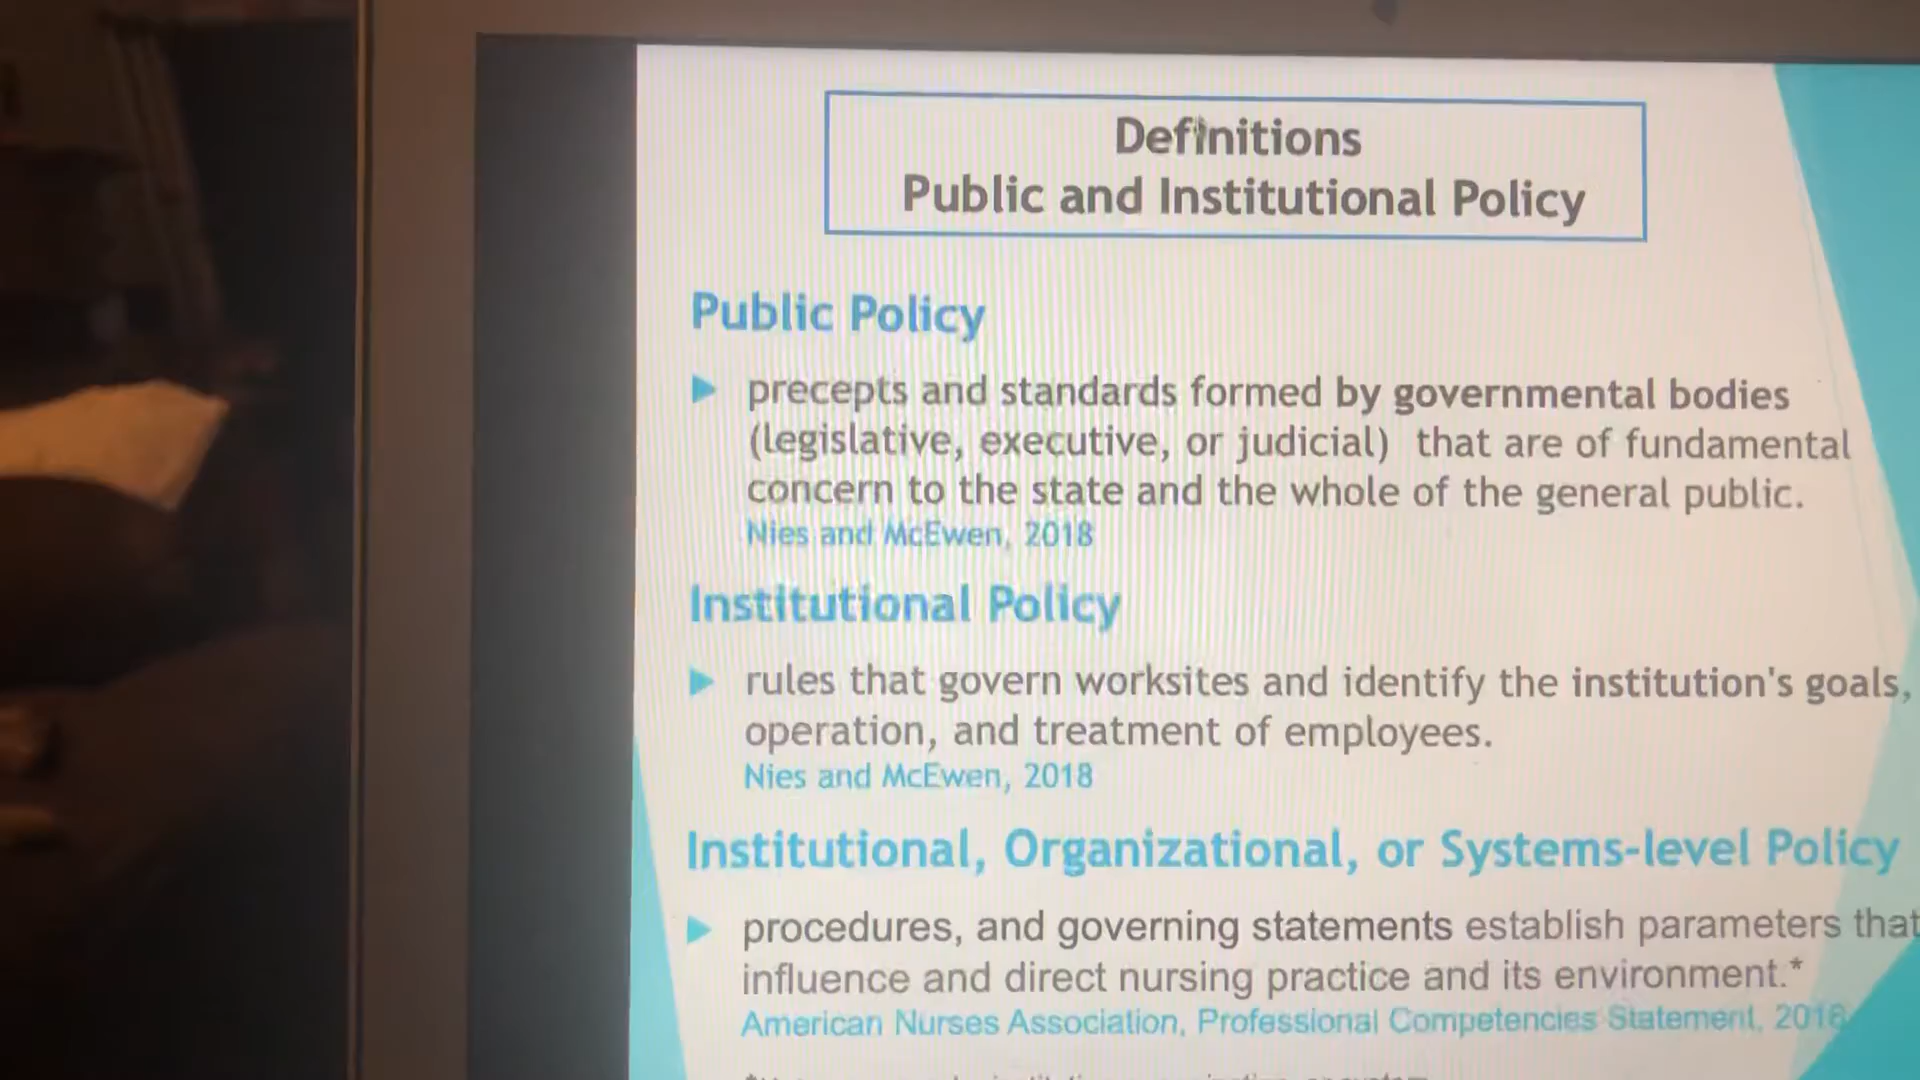 Definitions
Public and Institutional Policy
Public Policy
precepts and standards formed by governmental bodies
(legislative, executive, or judicial) that are of fundamental
concern to the state and the whole of the general public.
Nies and McEwen, 2018
Institutional Policy
rules that govern worksites and identify the institution's goals,
operation, and treatment of employees.
Nies and McEwen, 2018
Institutional, Organizational, or Systems-level Policy
procedures, and governing statements establish parameters that
influence and direct nursing practice and its environment.*
American Nurses Association, Professional Competencies Statement, 2018